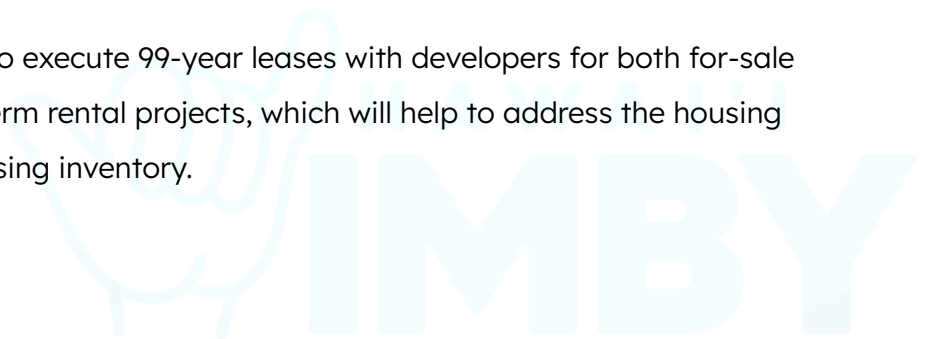 o execute 99-year leases with developers for both for-sale
rm rental projects, which will help to address the housing
sing inventory.
HAWAIʻI
IMBY